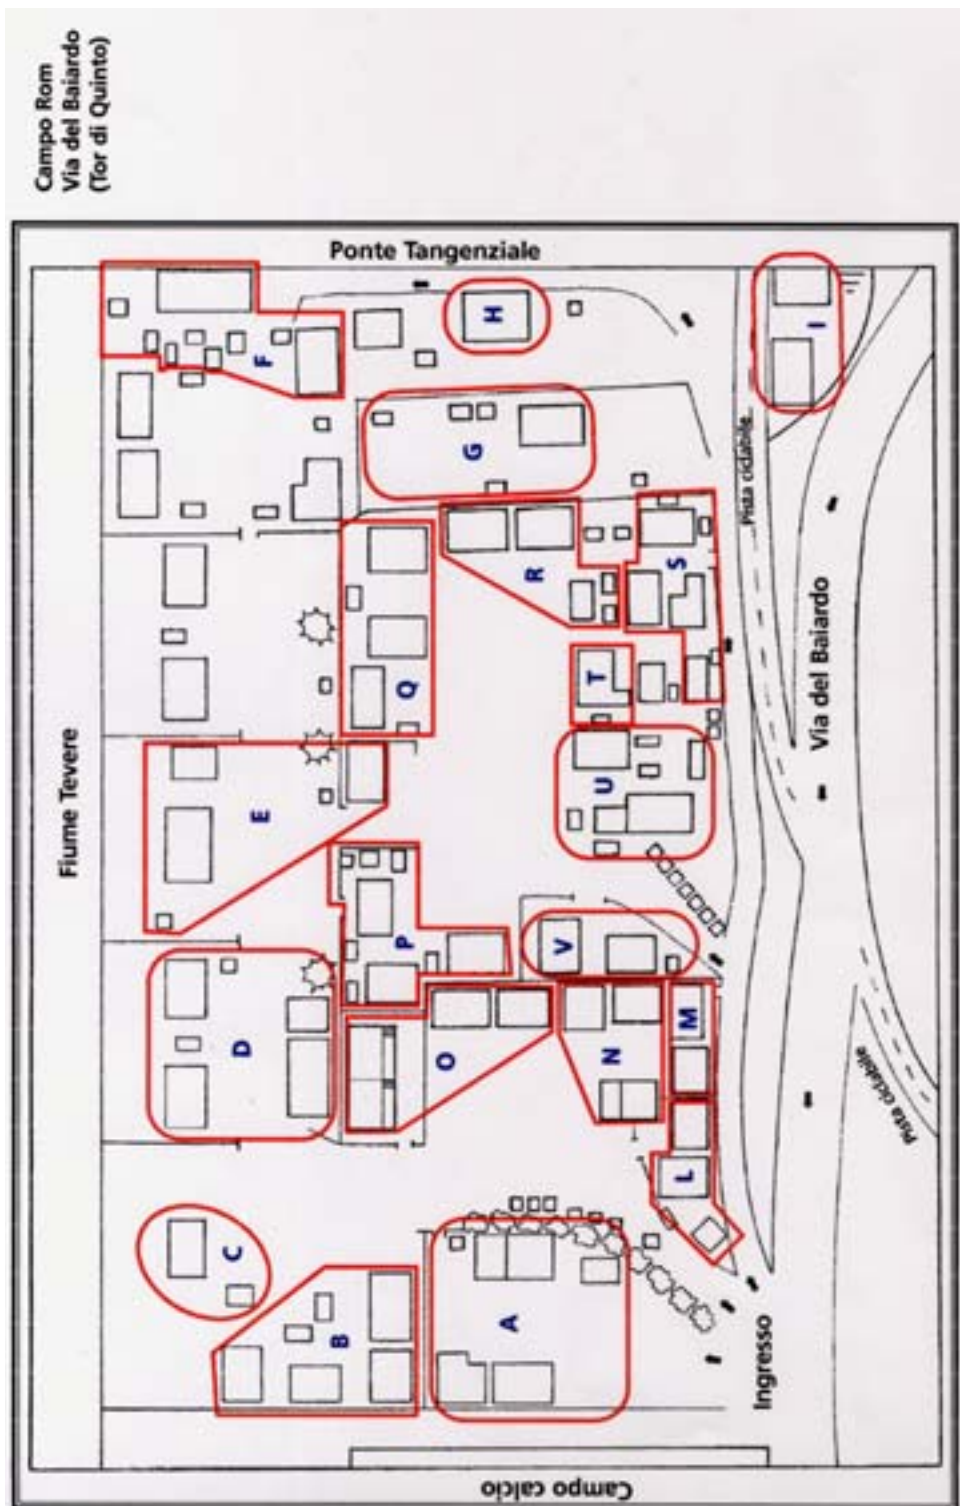 Campo Rom
Via del Baiardo
(Tor di Quinto)
Ponte Tangenziale
Fiume Tevere
F
H
I
G
Pista ciclabile
R
S
Q
T
Via del Baiardo
E
U
P
V
D
O
N
M
Pista ciclabile
L
C
B
A
Ingresso
Campo calcio